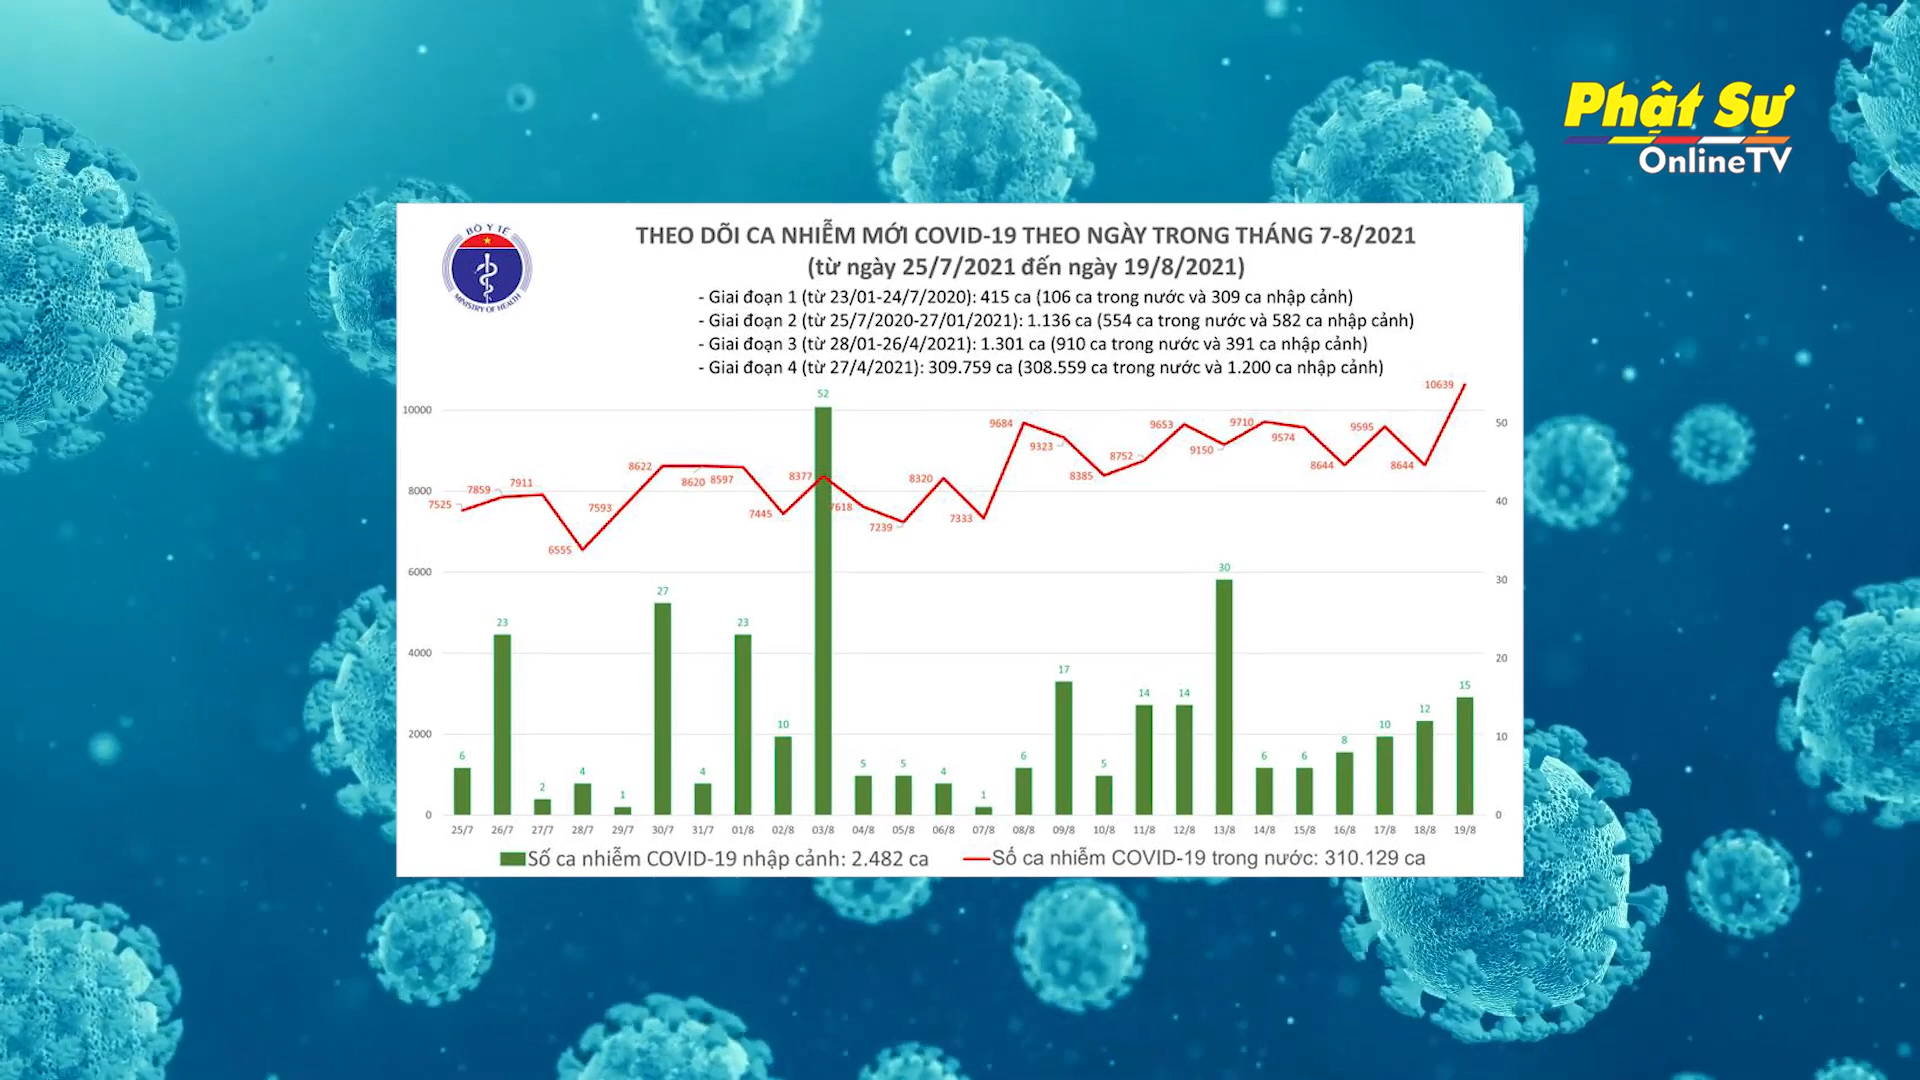 Phật Sự
OnlineTV
BỘ Y TẾ
MINISTRY OF HEALTH
THEO DÕI CA NHIỄM MỚI COVID-19 THEO NGÀY TRONG THÁNG 7-8/2021
(từ ngày 25/7/2021 đến ngày 19/8/2021)
- Giai đoạn 1 (từ 23/01-24/7/2020): 415 ca (106 ca trong nước và 309 ca nhập cảnh)
- Giai đoạn 2 (từ 25/7/2020-27/01/2021): 1.136 ca (554 ca trong nước và 582 ca nhập cảnh)
- Giai đoạn 3 (từ 28/01-26/4/2021): 1.301 ca (910 ca trong nước và 391 ca nhập cảnh)
- Giai đoạn 4 (từ 27/4/2021): 309.759 ca (308.559 ca trong nước và 1.200 ca nhập cảnh)
10000
8000
6000
4000
2000
0
7525 7859 7911 6555 7593 8622 8620 8597 7445 8377 7618 7239 8320 7333 9684 9323 8385 8752 9653 9150 9710 9574 8644 9595 8644 10639
6 23 2 4 1 27 4 23 10 52 5 5 4 1 6 17 5 14 14 30 6 6 8 10 12 15
50
40
30
20
10
0
25/7 26/7 27/7 28/7 29/7 30/7 31/7 01/8 02/8 03/8 04/8 05/8 06/8 07/8 08/8 09/8 10/8 11/8 12/8 13/8 14/8 15/8 16/8 17/8 18/8 19/8
Số ca nhiễm COVID-19 nhập cảnh: 2.482 ca
Số ca nhiễm COVID-19 trong nước: 310.129 ca